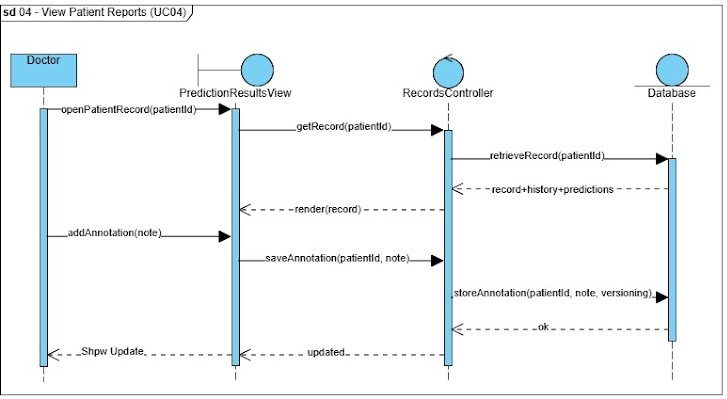 sd 04 - View Patient Reports (UC04)
Doctor
PredictionResultsView
RecordsController
Database
openPatientRecord(patientId)
getRecord(patientId)
retrieveRecord(patientId)
record+history+predictions
render(record)
addAnnotation(note)
saveAnnotation(patientId, note)
storeAnnotation(patientId, note, versioning)
ok
Shpw Update
updated